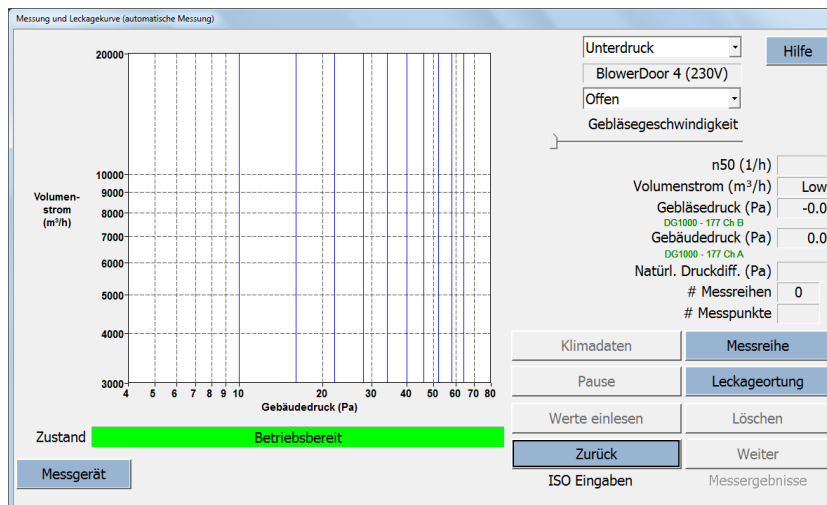 Messung und Leckagekurve (automatische Messung)
Unterdruck
Hilfe
BlowerDoor 4 (230V)
Offen
Gebläsegeschwindigkeit
20000
10000
9000
8000
7000
6000
5000
4000
3000
Volumen-
strom
(m³/h)
4 5 6 7 8 9 10 20 30 40 50 60 70 80
Gebäudedruck (Pa)
n50 (1/h)
Volumenstrom (m³/h) Low
Gebläsedruck (Pa) -0.0
DG1000 - 177 Ch B
Gebäudedruck (Pa) 0.0
DG1000 - 177 Ch A
Natürl. Druckdiff. (Pa)
# Messreihen 0
# Messpunkte
Klimadaten Messreihe
Pause Leckageortung
Werte einlesen Löschen
Zurück Weiter
ISO Eingaben Messergebnisse
Zustand Betriebsbereit
Messgerät